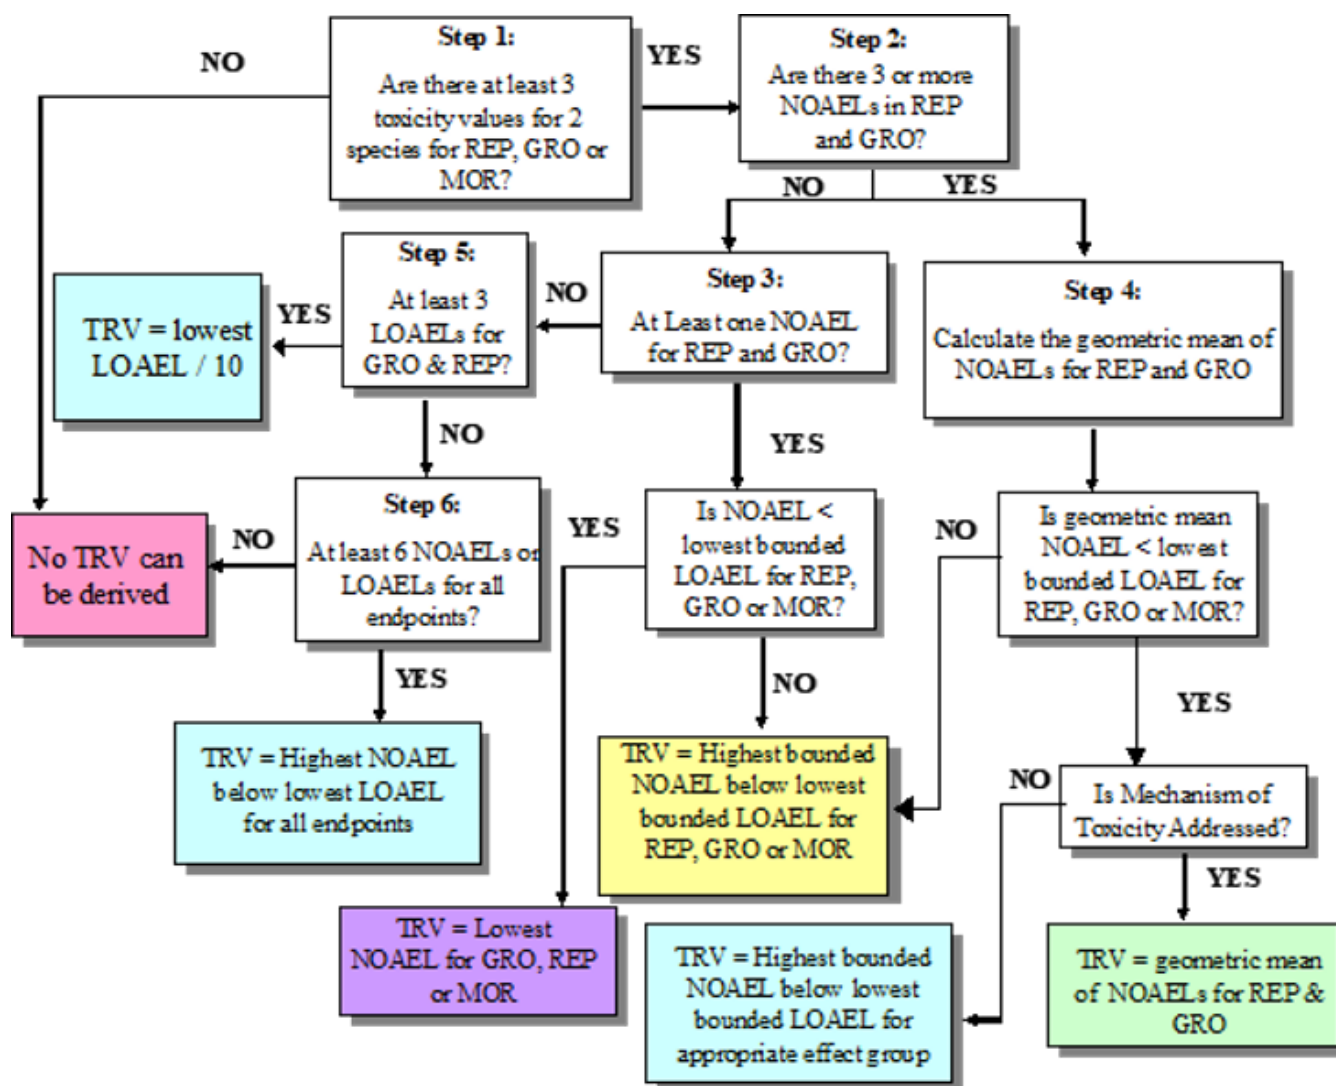 Step 1:
Are there at least 3
toxicity values for 2
species for REP, GRO or
MOR?
NO
YES
Step 2:
Are there 3 or more
NOAELs in REP
and GRO?
NO
YES
Step 5:
At least 3
LOAELs for
GRO & REP?
NO
Step 3:
At Least one NOAEL
for REP and GRO?
Step 4:
Calculate the geometric mean of
NOAELs for REP and GRO
YES
TRV = lowest
LOAEL / 10
NO
YES
Step 6:
At least 6 NOAELs or
LOAELs for all
endpoints?
NO
No TRV can
be derived
YES
Is NOAEL <
lowest bounded
LOAEL for REP,
GRO or MOR?
NO
Is geometric mean
NOAEL < lowest
bounded LOAEL for
REP, GRO or MOR?
YES
NO
YES
TRV = Highest NOAEL
below lowest LOAEL
for all endpoints
TRV = Highest bounded
NOAEL below lowest
bounded LOAEL for
REP, GRO or MOR
NO
Is Mechanism of
Toxicity Addressed?
YES
TRV = Lowest
NOAEL for GRO, REP
or MOR
TRV = Highest bounded
NOAEL below lowest
bounded LOAEL for
appropriate effect group
TRV = geometric mean
of NOAELs for REP &
GRO